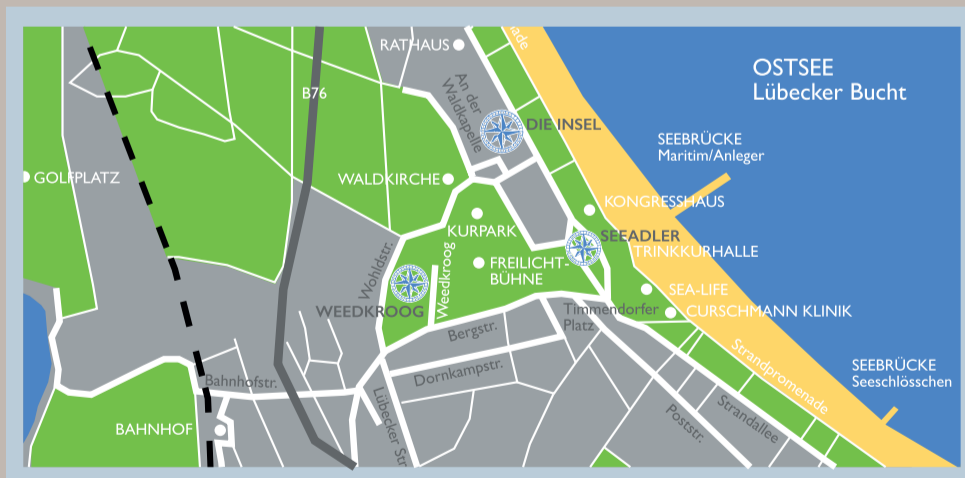 RATHAUS
nade
OSTSEE
Lübecker Bucht
B76
An der
Waldkapelle
DIE INSEL
SEEBRÜCKE
Maritim/Anleger
GOLFPLATZ
WALDKIRCHE
KONGRESSHAUS
KURPARK
SEEADLER
TRINKKURHALLE
Wohldstr.
Weedkroog
FREILICHT-
BÜHNE
SEA-LIFE
WEEDKROOG
Timmendorfer
Platz
CURSCHMANN KLINIK
Bergstr.
Strandpromenade
SEEBRÜCKE
Seeschlösschen
Bahnhofstr.
Dornkampstr.
Lübecker Str
Poststr.
Strandallee
BAHNHOF